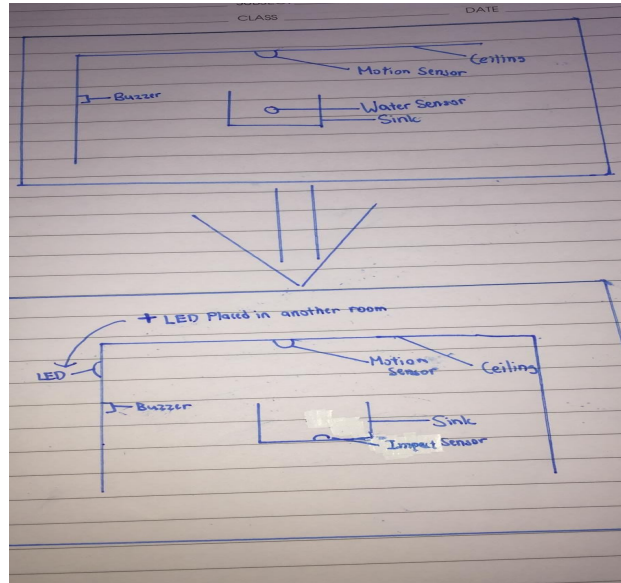 CLASS
DATE
Ceiling
Motion Sensor
Buzzer
Water Sensor
Sink
+ LED Placed in another room
LED
Motion
Sensor
Ceiling
Buzzer
Sink
Impact Sensor